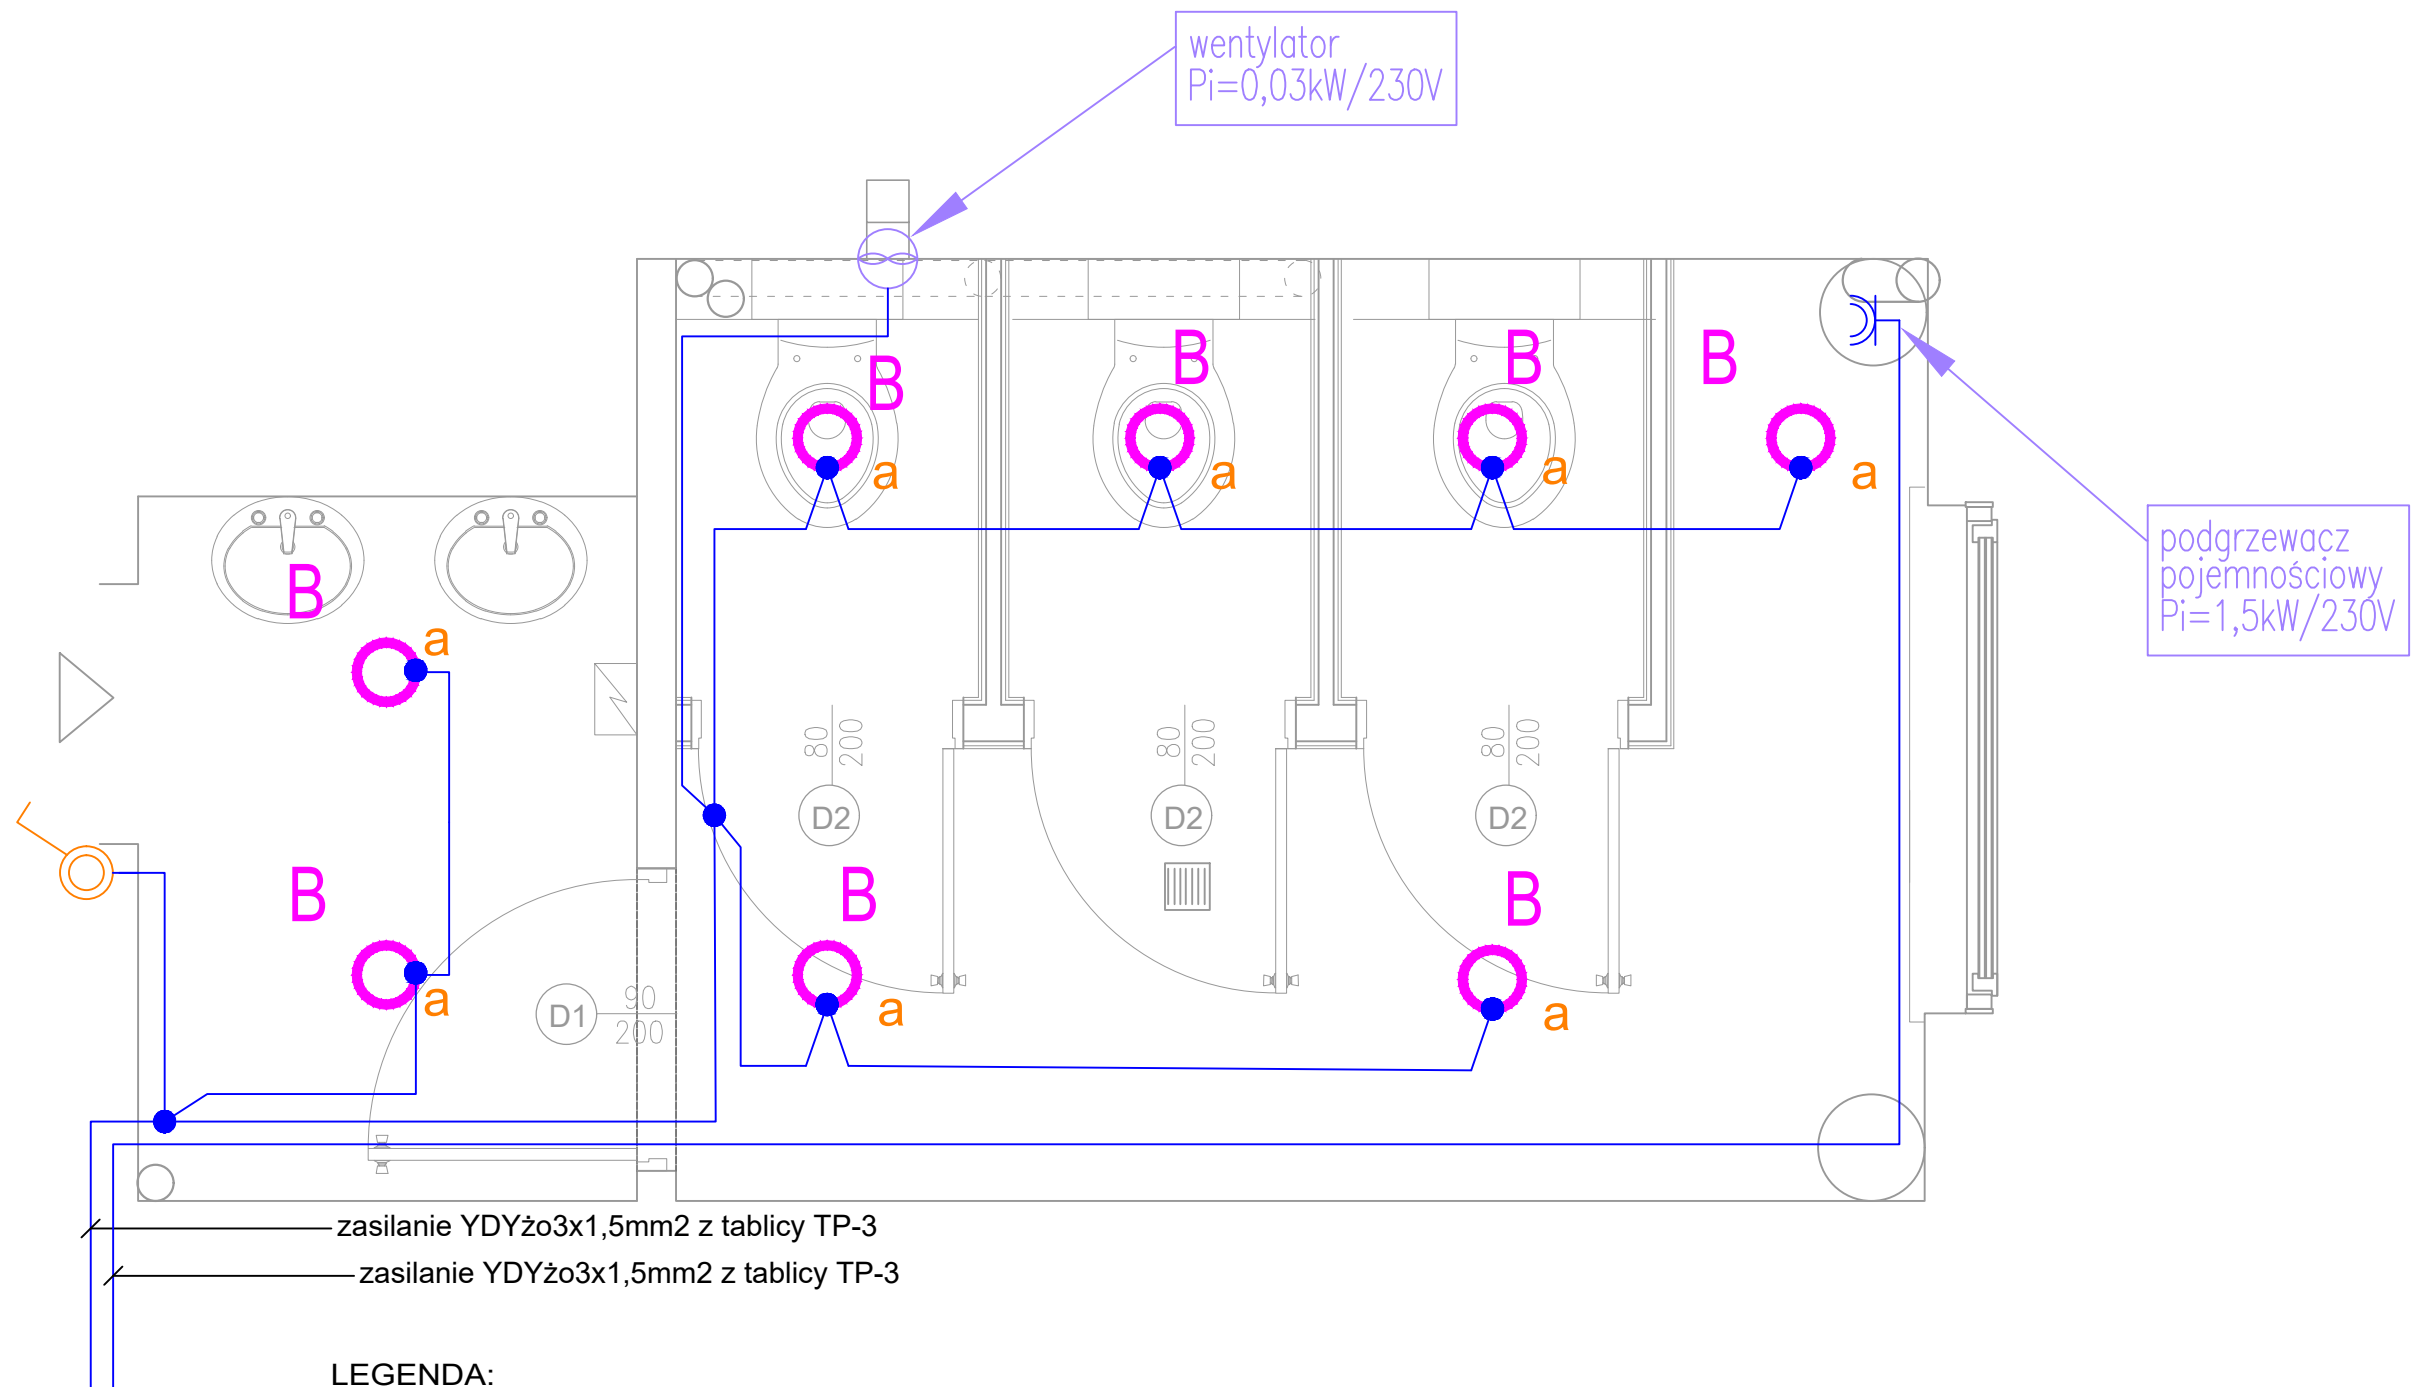 wentylator
Pi=0,03kW/230V
B
B
B
B
a
a
a
a
podgrzewacz
pojemnościowy
Pi=1,5kW/230V
B
a
80
200
80
200
80
200
D2
D2
D2
B
B
B
a
a
a
D1
90
200
zasilanie YDYżo3x1,5mm2 z tablicy TP-3
zasilanie YDYżo3x1,5mm2 z tablicy TP-3
LEGENDA: